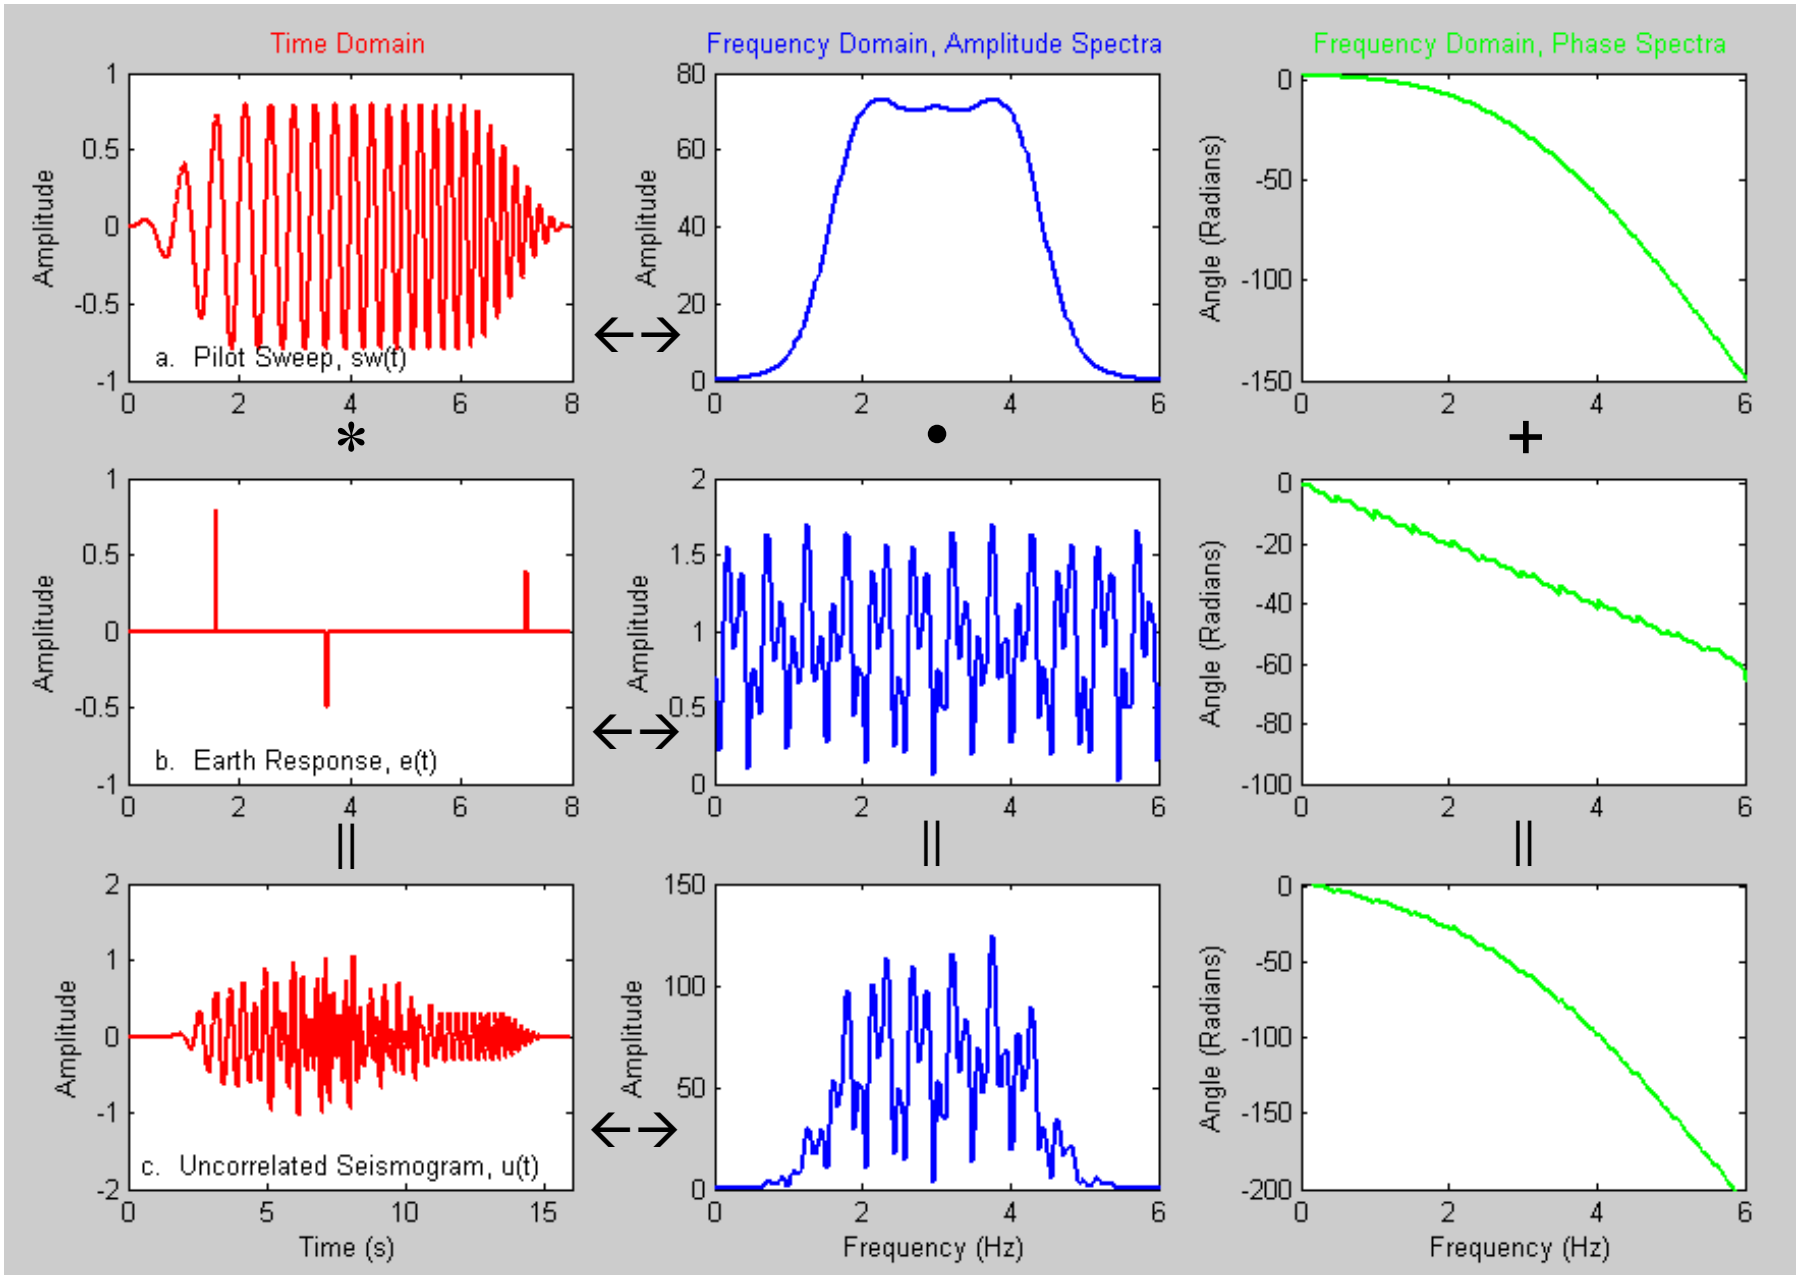 Time Domain
Frequency Domain, Amplitude Spectra
Frequency Domain, Phase Spectra
1
0.5
0
-0.5
-1
Amplitude
a. Pilot Sweep, sw(t)
0 2 4 6 8
80
60
40
20
0
Amplitude
0 2 4 6
0
-50
-100
-150
Angle (Radians)
0 2 4 6
* • +
1
0.5
0
-0.5
-1
Amplitude
b. Earth Response, e(t)
0 2 4 6 8
2
1.5
1
0.5
0
Amplitude
0 2 4 6
0
-20
-40
-60
-80
-100
Angle (Radians)
0 2 4 6
|| || ||
2
1
0
-1
-2
Amplitude
c. Uncorrelated Seismogram, u(t)
0 5 10 15
Time (s)
150
100
50
0
Amplitude
0 2 4 6
Frequency (Hz)
0
-50
-100
-150
-200
Angle (Radians)
0 2 4 6
Frequency (Hz)